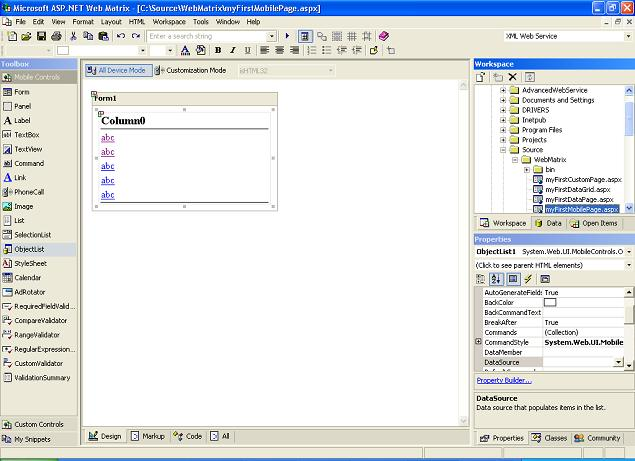 Microsoft ASP.NET Web Matrix - [C:\Source\WebMatrix\myFirstMobilePage.aspx]
File Edit View Format Layout HTML Workspace Tools Window Help
Enter a search string
XML Web Service
Toolbox
Mobile Controls
Form
Panel
Label
TextBox
TextView
Command
Link
PhoneCall
Image
List
SelectionList
ObjectList
StyleSheet
Calendar
AdRotator
RequiredFieldValid...
CompareValidator
RangeValidator
RegularExpression...
CustomValidator
ValidationSummary
Custom Controls
My Snippets
All Device Mode
Customization Mode
isHTML32
Form1
Column0
abc
abc
abc
abc
abc
Design
Markup
Code
All
Workspace
AdvancedWebService
Documents and Settings
DRIVERS
Inetpub
Program Files
Projects
Source
WebMatrix
bin
myFirstCustomPage.aspx
myFirstDataGrid.aspx
myFirstDataPage.aspx
myFirstMobilePage.aspx
Workspace
Data
Open Items
Properties
ObjectList1 System.Web.UI.MobileControls.O
(Click to see parent HTML elements)
AutoGenerateFields True
BackColor
BackCommandText
BreakAfter True
Commands (Collection)
CommandStyle System.Web.UI.Mobile
DataMember
DataSource
Property Builder...
DataSource
Data source that populates items in the list.
Properties
Classes
Community